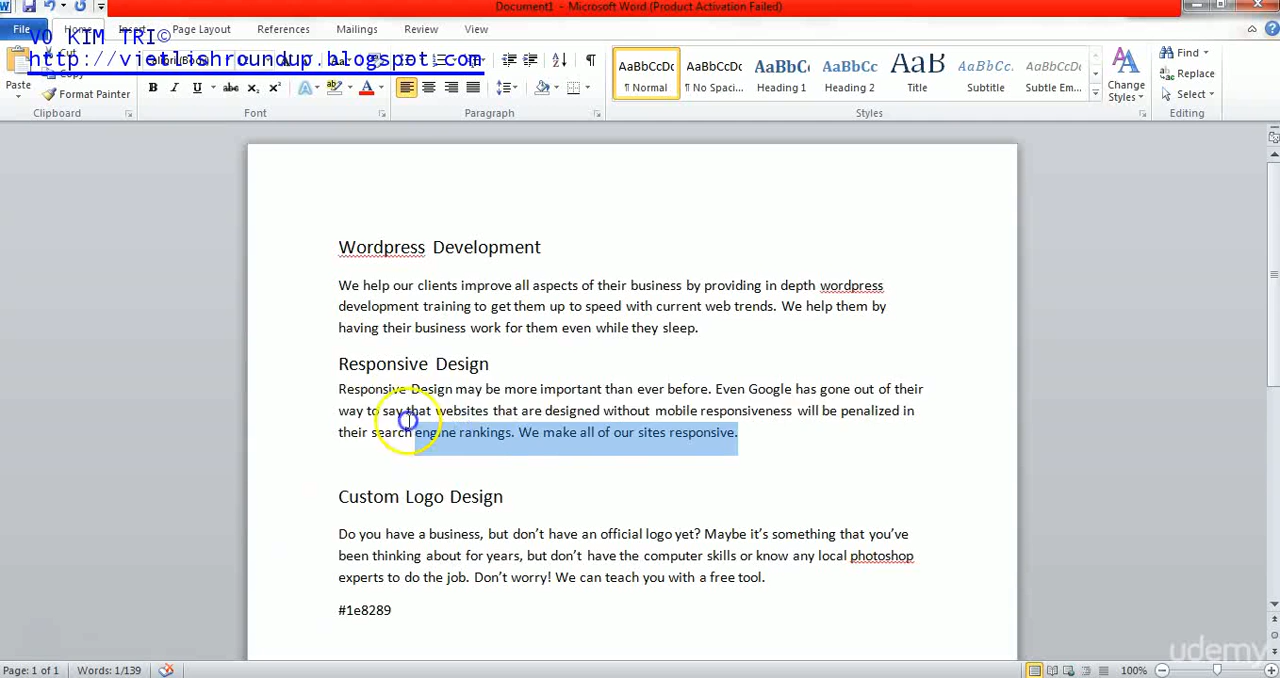 Document1 - Microsoft Word (Product Activation Failed)
File
Page Layout
References
Mailings
Review
View
VO KIM TRI©
http://vietlishroundup.blogspot.com
Paste
Format Painter
Clipboard
Font
Paragraph
AaBbCcDc
AaBbCcDc
AaBbCc
AaBbCc
AaB
AaBbCc.
AaBbCcDc
¶ Normal
¶ No Spaci...
Heading 1
Heading 2
Title
Subtitle
Subtle Em...
Change
Styles
Styles
Find
Replace
Select
Editing
Wordpress Development
We help our clients improve all aspects of their business by providing in depth wordpress
development training to get them up to speed with current web trends. We help them by
having their business work for them even while they sleep.
Responsive Design
Responsive Design may be more important than ever before. Even Google has gone out of their
way to say that websites that are designed without mobile responsiveness will be penalized in
their search engine rankings. We make all of our sites responsive.
Custom Logo Design
Do you have a business, but don’t have an official logo yet? Maybe it’s something that you’ve
been thinking about for years, but don’t have the computer skills or know any local photoshop
experts to do the job. Don’t worry! We can teach you with a free tool.
#1e8289
udemy
Page: 1 of 1
Words: 1/139
100%